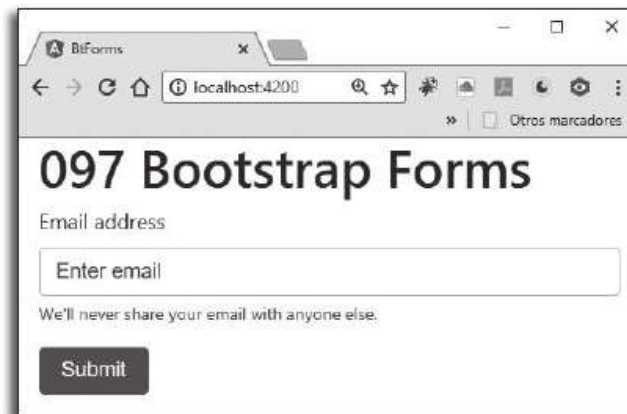 BtForms
localhost:4200
» Otros marcadores
097 Bootstrap Forms
Email address
Enter email
We'll never share your email with anyone else.
Submit